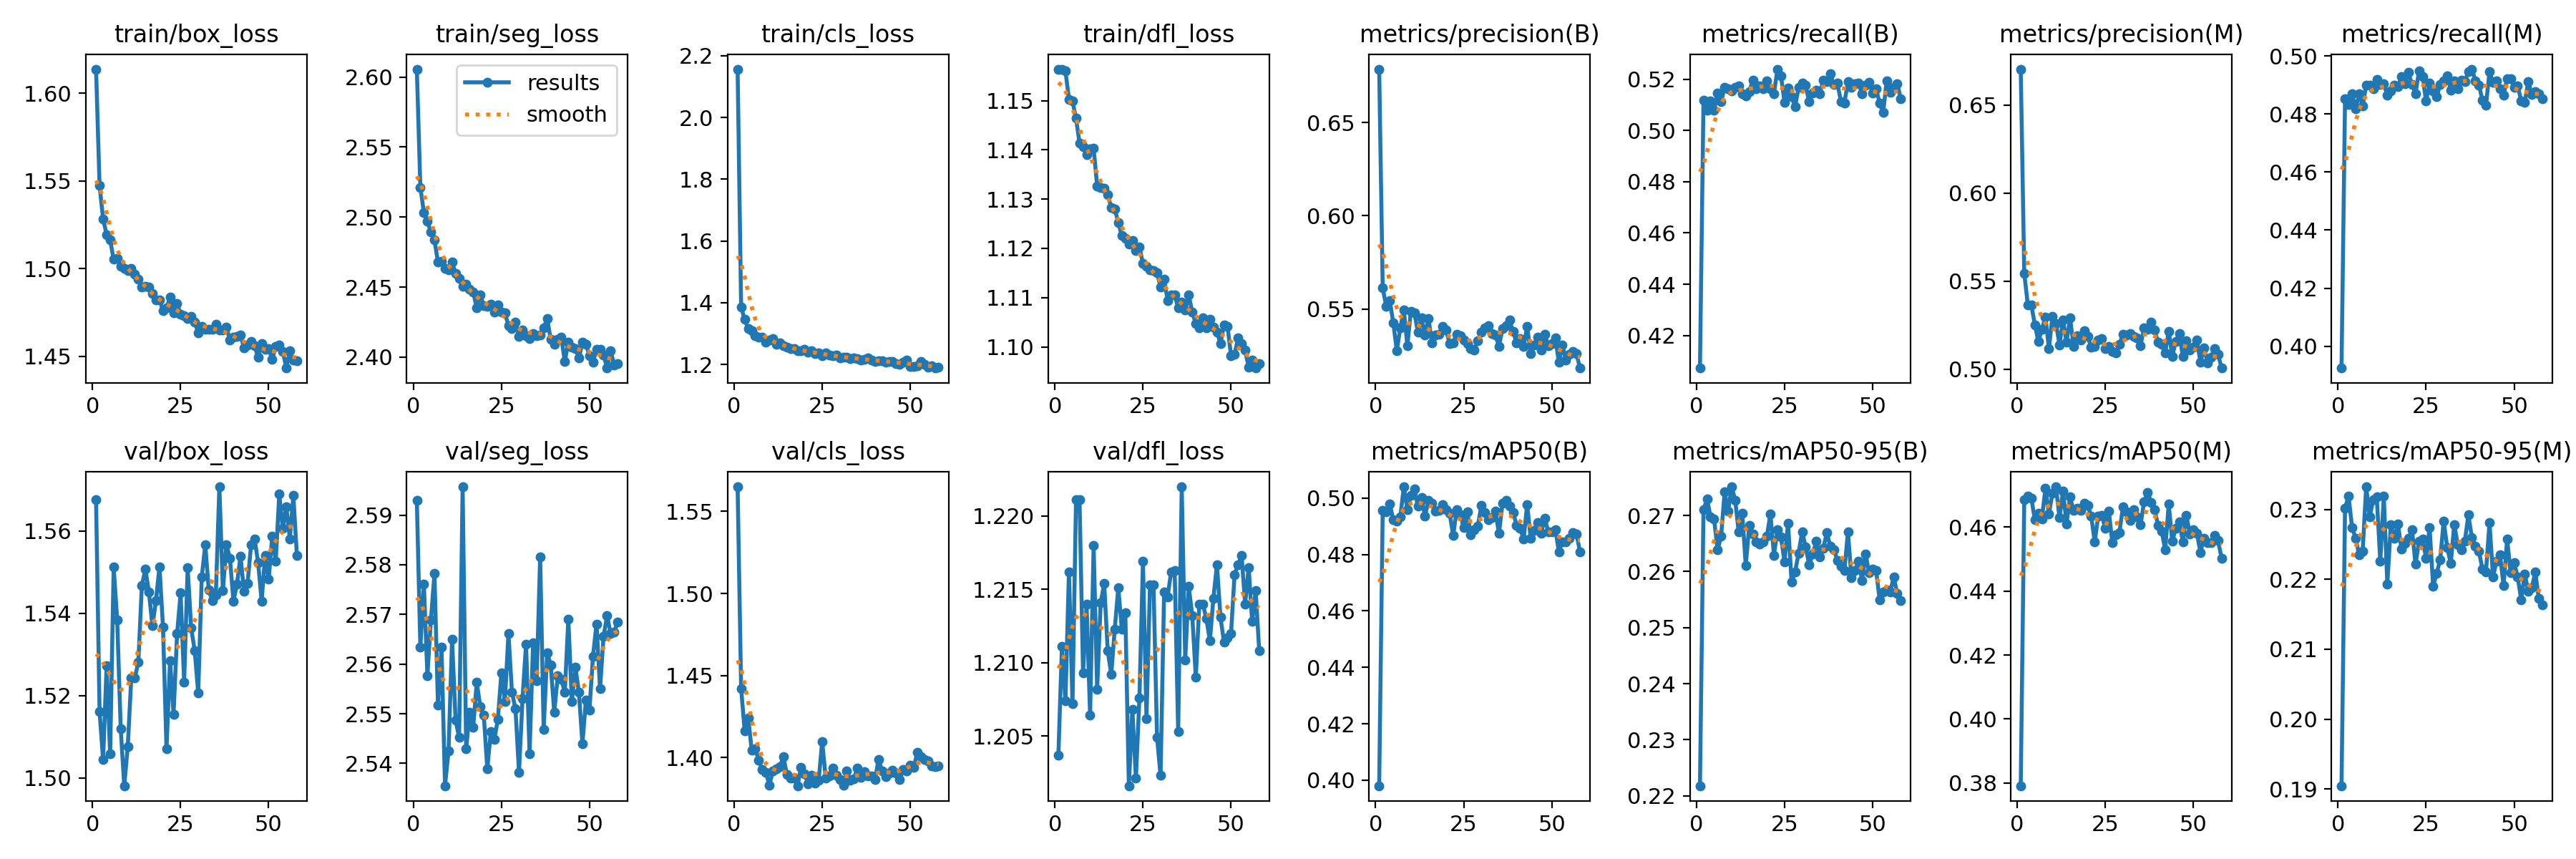 train/box_loss
train/seg_loss
train/cls_loss
train/dfl_loss
metrics/precision(B)
metrics/recall(B)
metrics/precision(M)
metrics/recall(M)
1.60
1.55
1.50
1.45
0 25 50
2.60
2.55
2.50
2.45
2.40
0 25 50
results
smooth
2.2
2.0
1.8
1.6
1.4
1.2
0 25 50
1.15
1.14
1.13
1.12
1.11
1.10
0 25 50
0.65
0.60
0.55
0 25 50
0.52
0.50
0.48
0.46
0.44
0.42
0 25 50
0.65
0.60
0.55
0.50
0 25 50
0.50
0.48
0.46
0.44
0.42
0.40
0 25 50
val/box_loss
val/seg_loss
val/cls_loss
val/dfl_loss
metrics/mAP50(B)
metrics/mAP50-95(B)
metrics/mAP50(M)
metrics/mAP50-95(M)
1.56
1.54
1.52
1.50
0 25 50
2.59
2.58
2.57
2.56
2.55
2.54
0 25 50
1.55
1.50
1.45
1.40
0 25 50
1.220
1.215
1.210
1.205
0 25 50
0.50
0.48
0.46
0.44
0.42
0.40
0 25 50
0.27
0.26
0.25
0.24
0.23
0.22
0 25 50
0.46
0.44
0.42
0.40
0.38
0 25 50
0.23
0.22
0.21
0.20
0.19
0 25 50